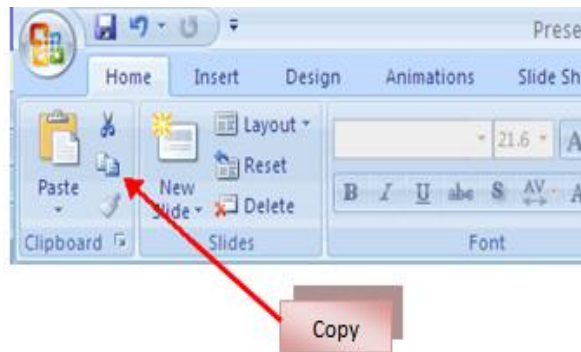 Prese
Home Insert Design Animations Slide Sh
Layout
21.6 A
Reset
Paste New Slide Delete
B I U abe S AV A
Clipboard Slides Font
Copy